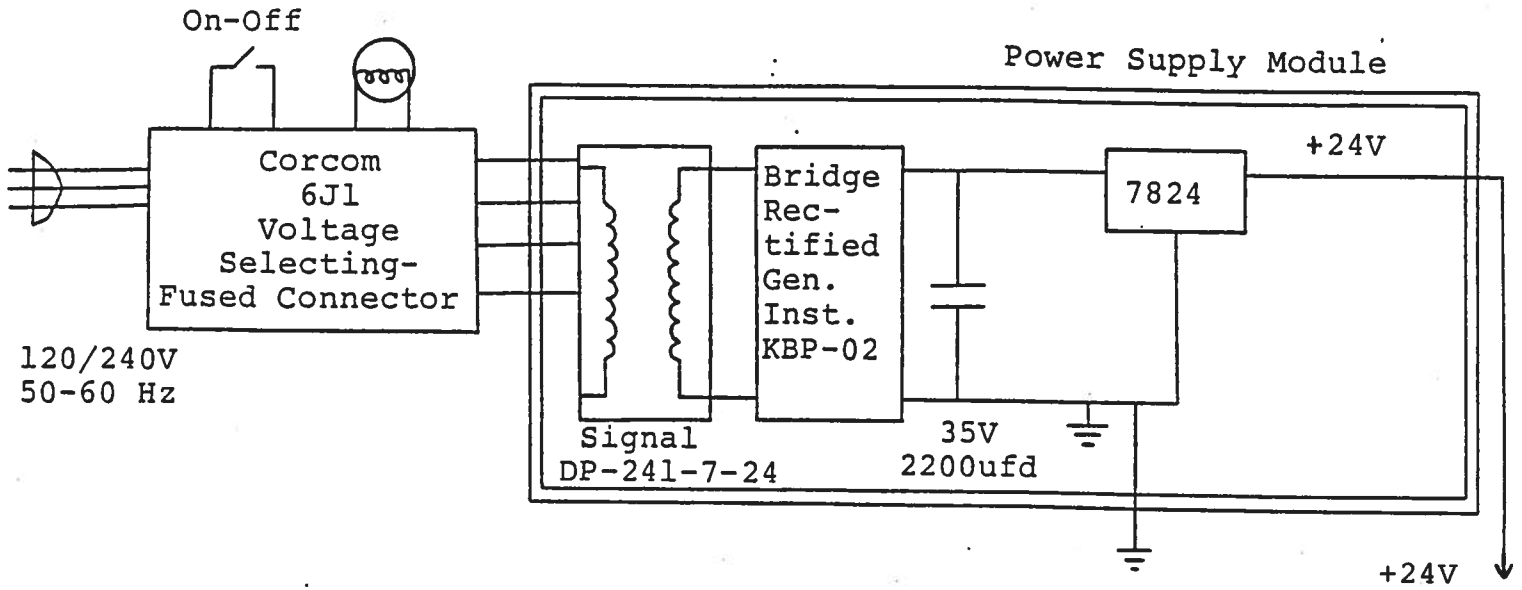 On-Off
Power Supply Module
Corcom
6J1
Voltage
Selecting-
Fused Connector
120/240V
50-60 Hz
Signal
DP-241-7-24
Bridge
Rec-
tified
Gen.
Inst.
KBP-02
35V
2200ufd
7824
+24V
+24V